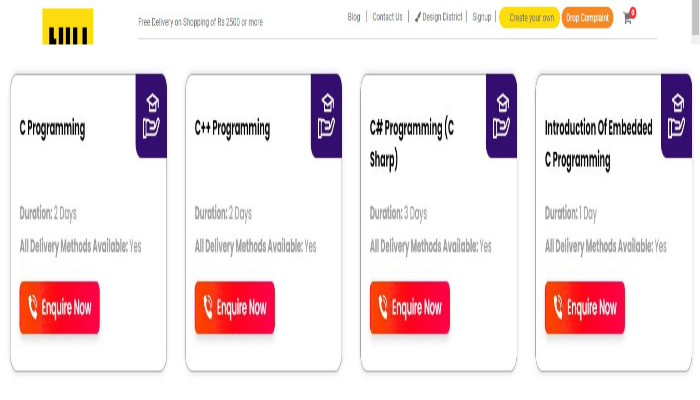 Free Delivery on Shopping of Rs 2500 or more
Blog | Contact Us | Design District | Signup | Create your own Drop Complaint 0
C Programming
Duration: 2 Days
All Delivery Methods Available: Yes
Enquire Now
C++ Programming
Duration: 2 Days
All Delivery Methods Available: Yes
Enquire Now
C# Programming (C
Sharp)
Duration: 3 Days
All Delivery Methods Available: Yes
Enquire Now
Introduction Of Embedded
C Programming
Duration: 1 Day
All Delivery Methods Available: Yes
Enquire Now